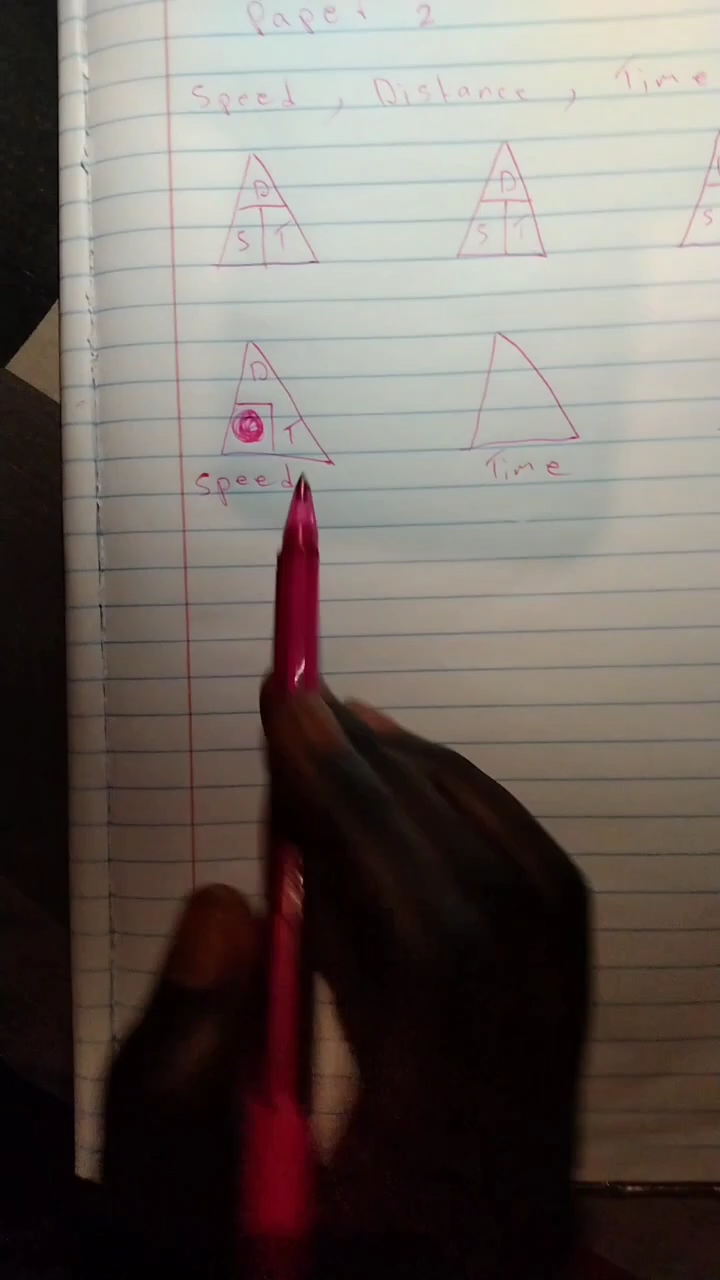 Paper 2
Speed, Distance, Time
D D
S T S T S
D
T
Speed Time